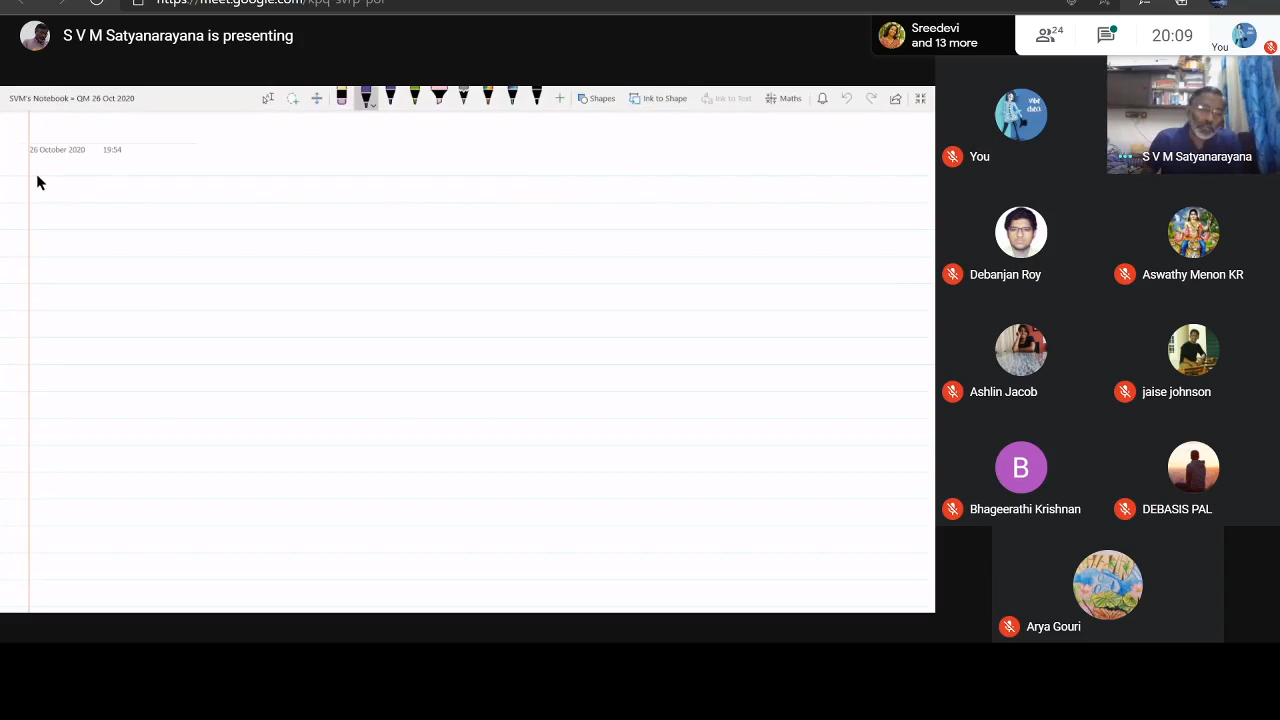 S V M Satyanarayana is presenting
Sreedevi
and 13 more
24
20:09
You
SVM's Notebook » QM 26 Oct 2020
Shapes
Ink to Shape
Ink to Text
Maths
26 October 2020 19:54
You
S V M Satyanarayana
Debanjan Roy
Aswathy Menon KR
Ashlin Jacob
jaise johnson
B
Bhageerathi Krishnan
DEBASIS PAL
Arya Gouri